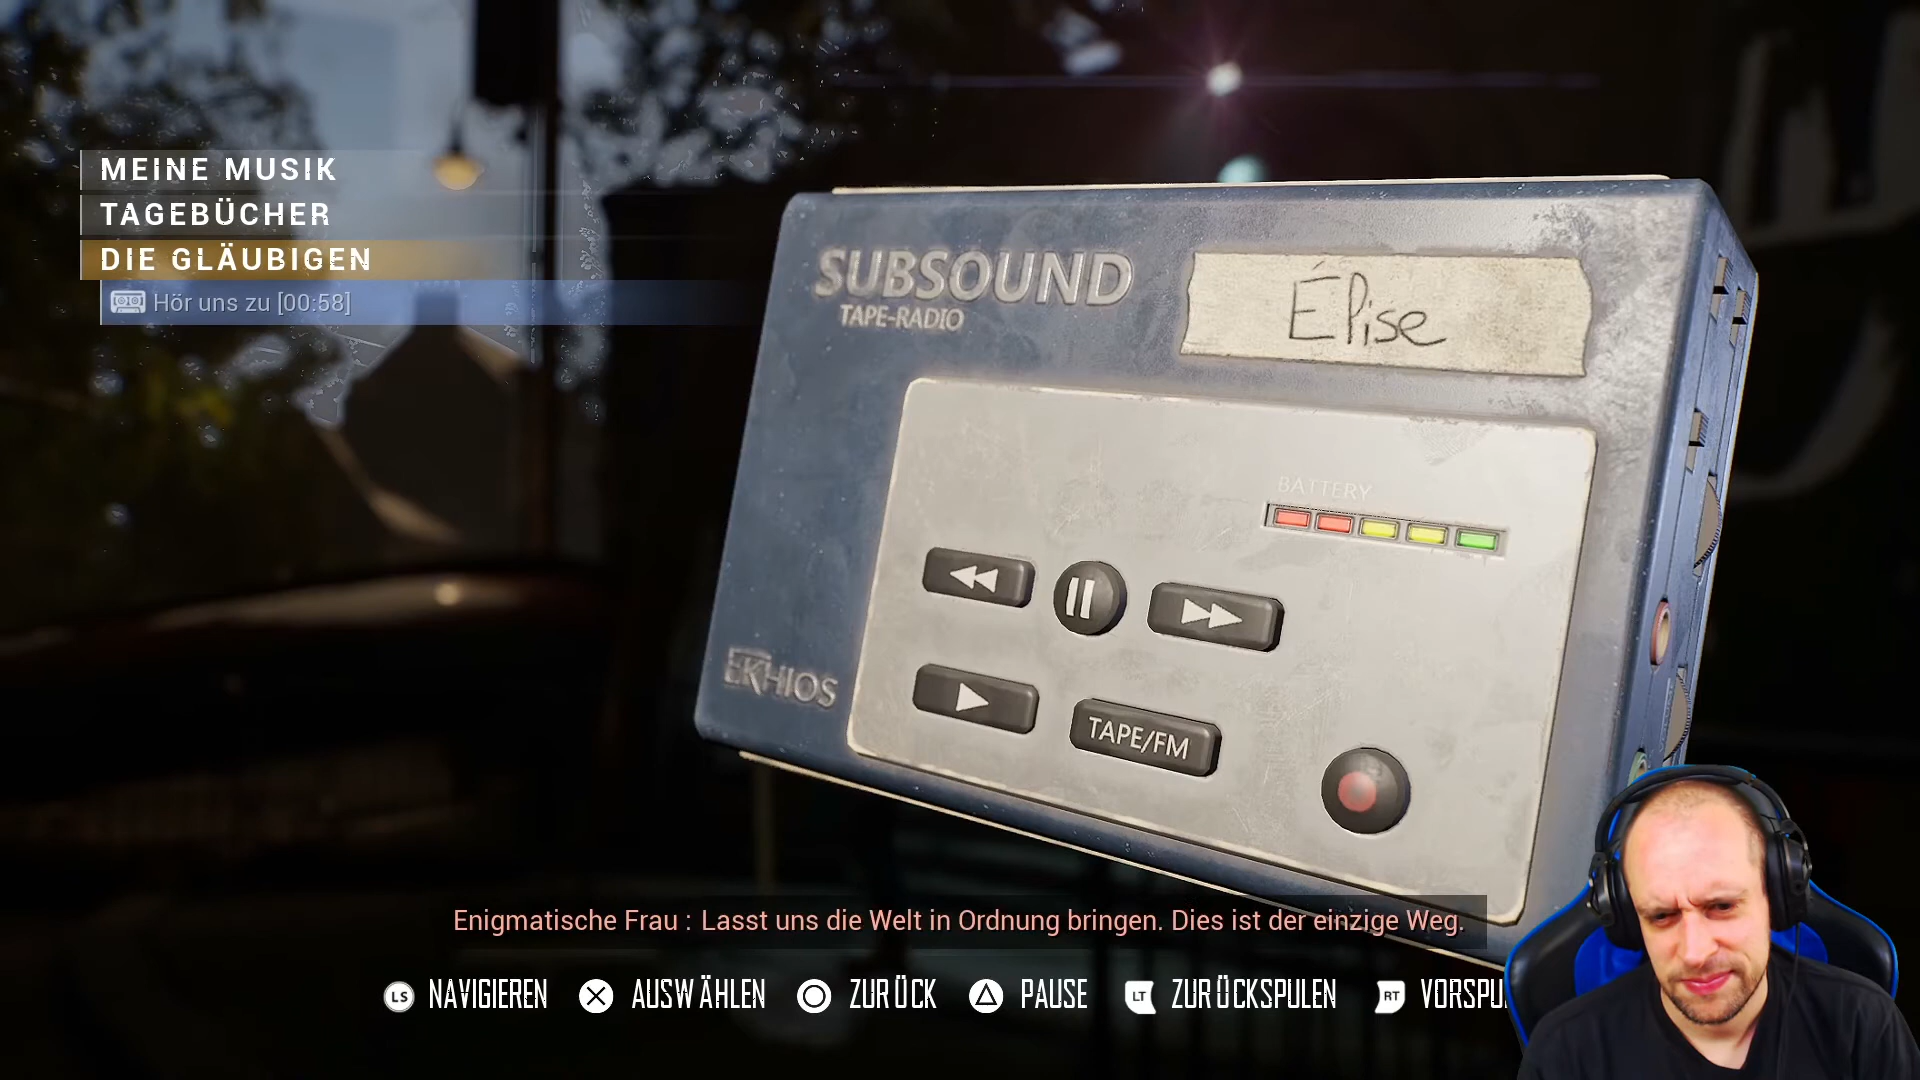 MEINE MUSIK
TAGEBÜCHER
DIE GLÄUBIGEN
Hör uns zu [00:58]
SUBSOUND
TAPE-RADIO
Élise
BATTERY
EKHIOS
TAPE/FM
Enigmatische Frau : Lasst uns die Welt in Ordnung bringen. Dies ist der einzige Weg.
LS NAVIGIEREN AUSWÄHLEN ZURÜCK PAUSE LT ZURÜCKSPULEN RT